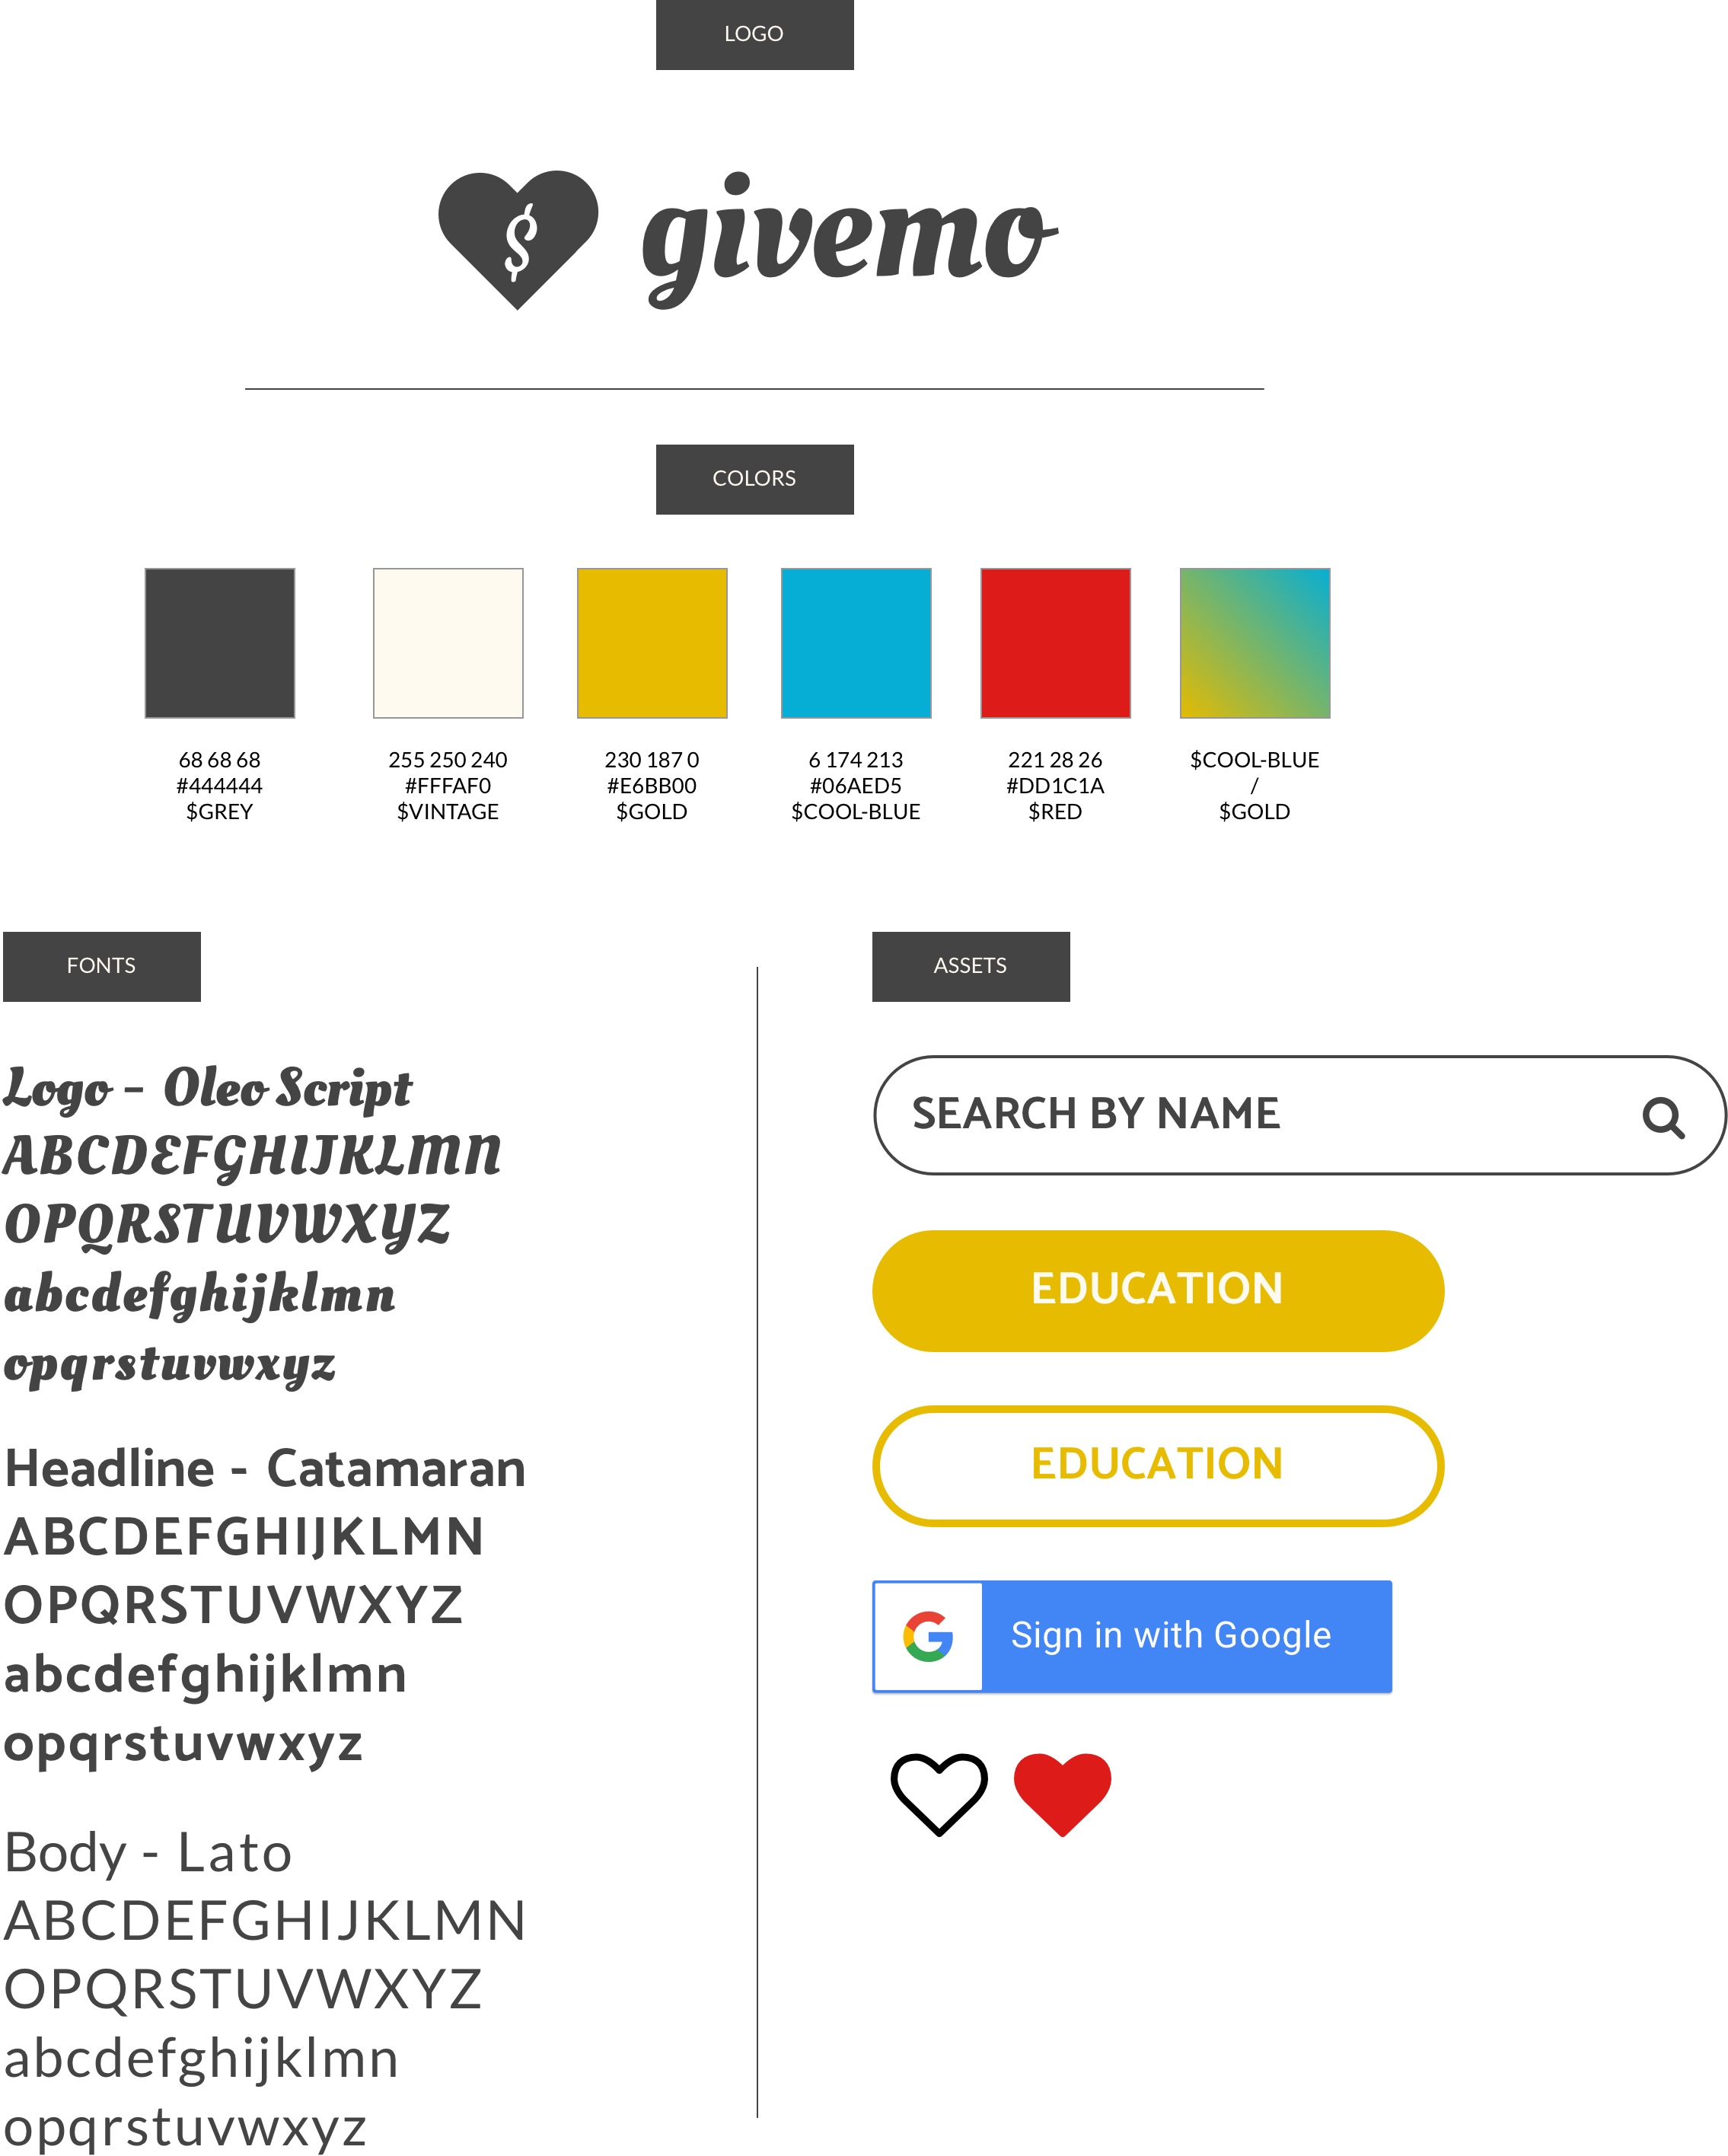 LOGO
$
givemo
COLORS
68 68 68
#444444
$GREY
255 250 240
#FFFAF0
$VINTAGE
230 187 0
#E6BB00
$GOLD
6 174 213
#06AED5
$COOL-BLUE
221 28 26
#DD1C1A
$RED
$COOL-BLUE
/
$GOLD
FONTS
Logo - Oleo Script
ABCDEFGHIJKLMN
OPQRSTUVWXYZ
abcdefghijklmn
opqrstuvwxyz
Headline - Catamaran
ABCDEFGHIJKLMN
OPQRSTUVWXYZ
abcdefghijklmn
opqrstuvwxyz
Body - Lato
ABCDEFGHIJKLMN
OPQRSTUVWXYZ
abcdefghijklmn
opqrstuvwxyz
ASSETS
SEARCH BY NAME
EDUCATION
EDUCATION
G
Sign in with Google